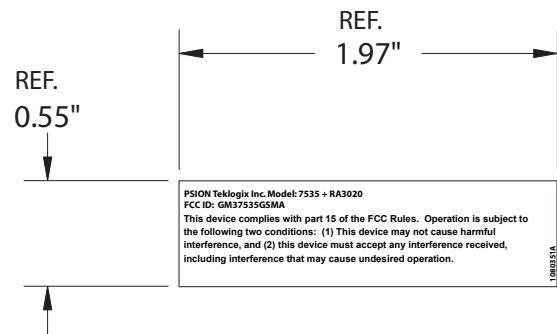 REF.
1.97"
REF.
0.55"
PSION Teklogix Inc. Model: 7535 + RA3020
FCC ID: GM37535GSMA
This device complies with part 15 of the FCC Rules. Operation is subject to
the following two conditions: (1) This device may not cause harmful
interference, and (2) this device must accept any interference received,
including interference that may cause undesired operation.
1080351A